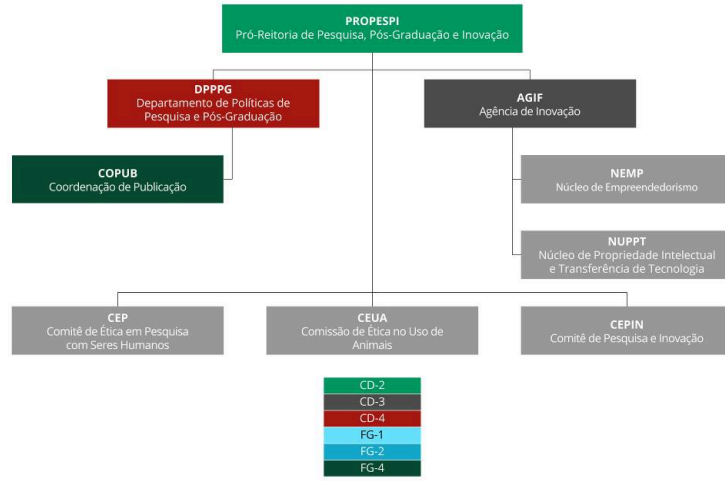 PROPESPI
Pró-Reitoria de Pesquisa, Pós-Graduação e Inovação
DPPPG
Departamento de Políticas de
Pesquisa e Pós-Graduação
AGIF
Agência de Inovação
COPUB
Coordenação de Publicação
NEMP
Núcleo de Empreendedorismo
NUPPT
Núcleo de Propriedade Intelectual
e Transferência de Tecnologia
CEP
Comitê de Ética em Pesquisa
com Seres Humanos
CEUA
Comissão de Ética no Uso de
Animais
CEPIN
Comitê de Pesquisa e Inovação
CD-2
CD-3
CD-4
FG-1
FG-2
FG-4